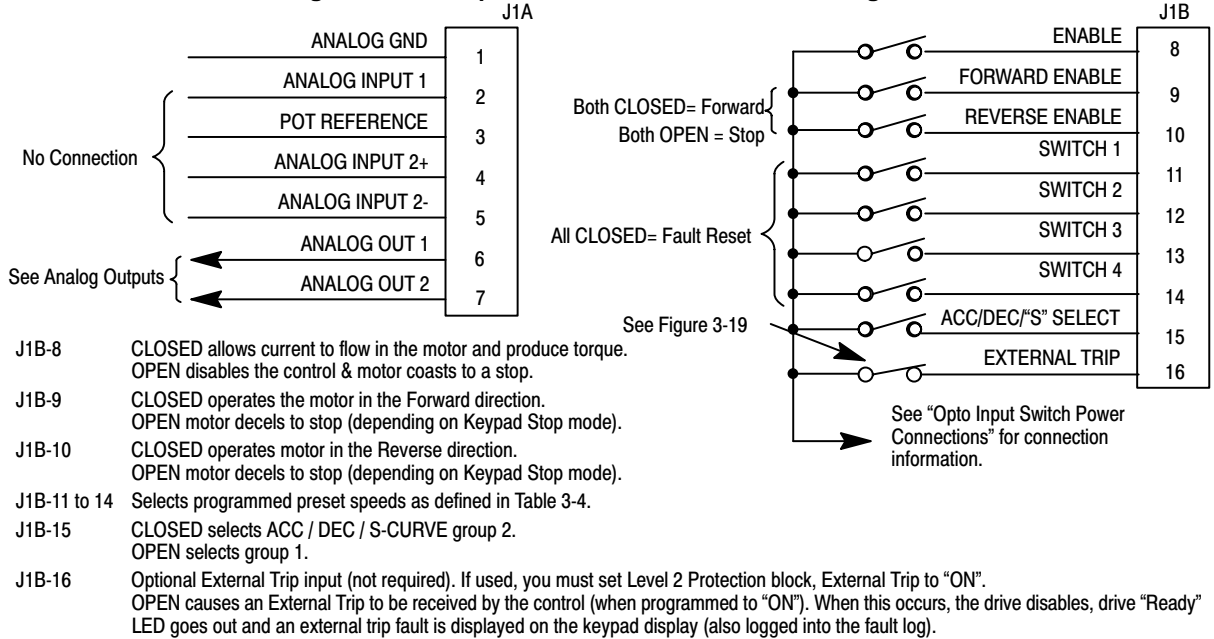 J1A
ANALOG GND
1
ANALOG INPUT 1
2
POT REFERENCE
3
ANALOG INPUT 2+
4
ANALOG INPUT 2-
5
ANALOG OUT 1
6
ANALOG OUT 2
7
No Connection
See Analog Outputs
J1B
ENABLE
8
FORWARD ENABLE
9
REVERSE ENABLE
10
SWITCH 1
11
SWITCH 2
12
SWITCH 3
13
SWITCH 4
14
ACC/DEC/“S” SELECT
15
EXTERNAL TRIP
16
Both CLOSED= Forward
Both OPEN = Stop
All CLOSED= Fault Reset
See Figure 3-19
See “Opto Input Switch Power
Connections” for connection
information.
J1B-8 CLOSED allows current to flow in the motor and produce torque.
OPEN disables the control & motor coasts to a stop.
J1B-9 CLOSED operates the motor in the Forward direction.
OPEN motor decels to stop (depending on Keypad Stop mode).
J1B-10 CLOSED operates motor in the Reverse direction.
OPEN motor decels to stop (depending on Keypad Stop mode).
J1B-11 to 14 Selects programmed preset speeds as defined in Table 3-4.
J1B-15 CLOSED selects ACC / DEC / S-CURVE group 2.
OPEN selects group 1.
J1B-16 Optional External Trip input (not required). If used, you must set Level 2 Protection block, External Trip to “ON”.
OPEN causes an External Trip to be received by the control (when programmed to “ON”). When this occurs, the drive disables, drive “Ready”
LED goes out and an external trip fault is displayed on the keypad display (also logged into the fault log).